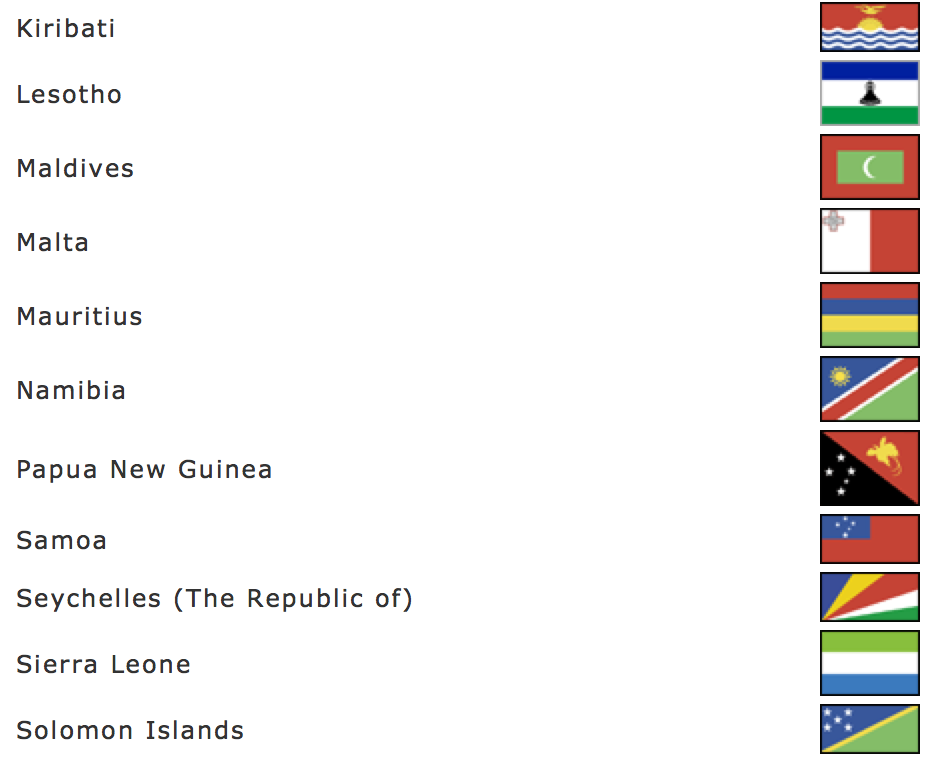 Kiribati
Lesotho
Maldives
Malta
Mauritius
Namibia
Papua New Guinea
Samoa
Seychelles (The Republic of)
Sierra Leone
Solomon Islands